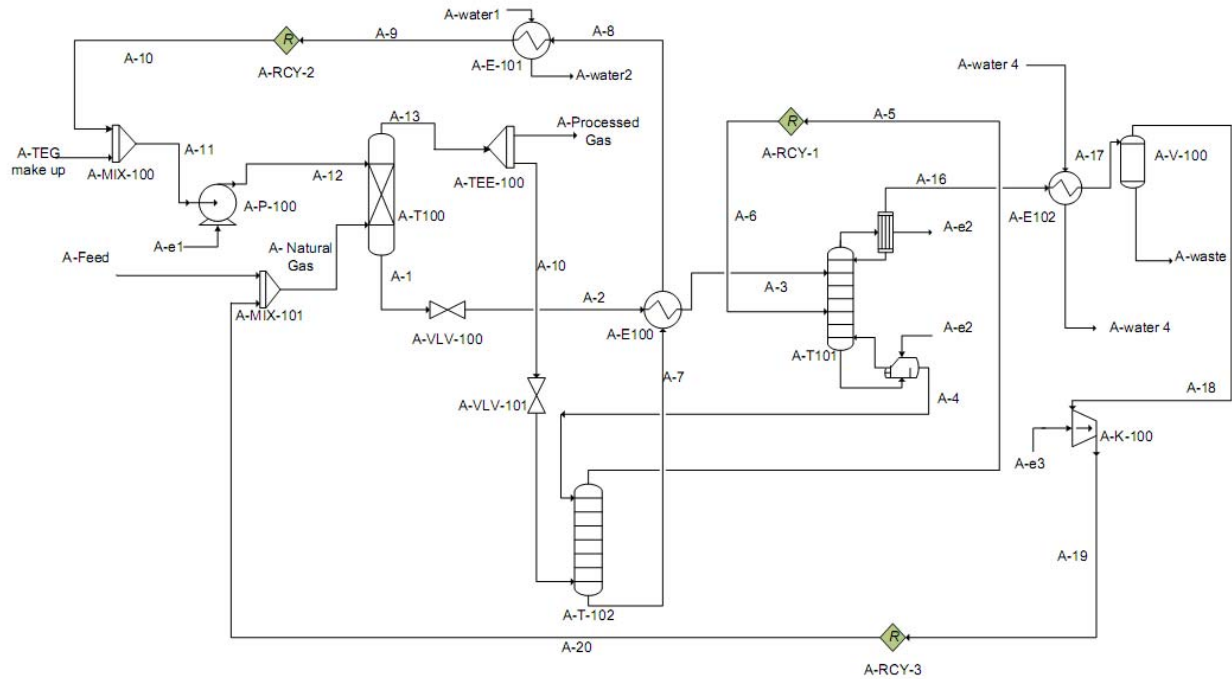 A-water1
A-10
A-9
A-8
R
A-RCY-2
A-E-101
A-water2
A-water 4
A-13
A-Processed
Gas
A-5
R
A-RCY-1
A-17
A-V-100
A-TEG
make up
A-11
A-MIX-100
A-12
A-TEE-100
A-16
A-P-100
A-E102
A-T100
A-6
A-e2
A-e1
A-Feed
A- Natural
Gas
A-waste
A-10
A-1
A-2
A-3
A-MIX-101
A-VLV-100
A-E100
A-e2
A-water 4
A-T101
A-7
A-VLV-101
A-4
A-18
A-K-100
A-e3
A-19
A-T-102
A-20
R
A-RCY-3